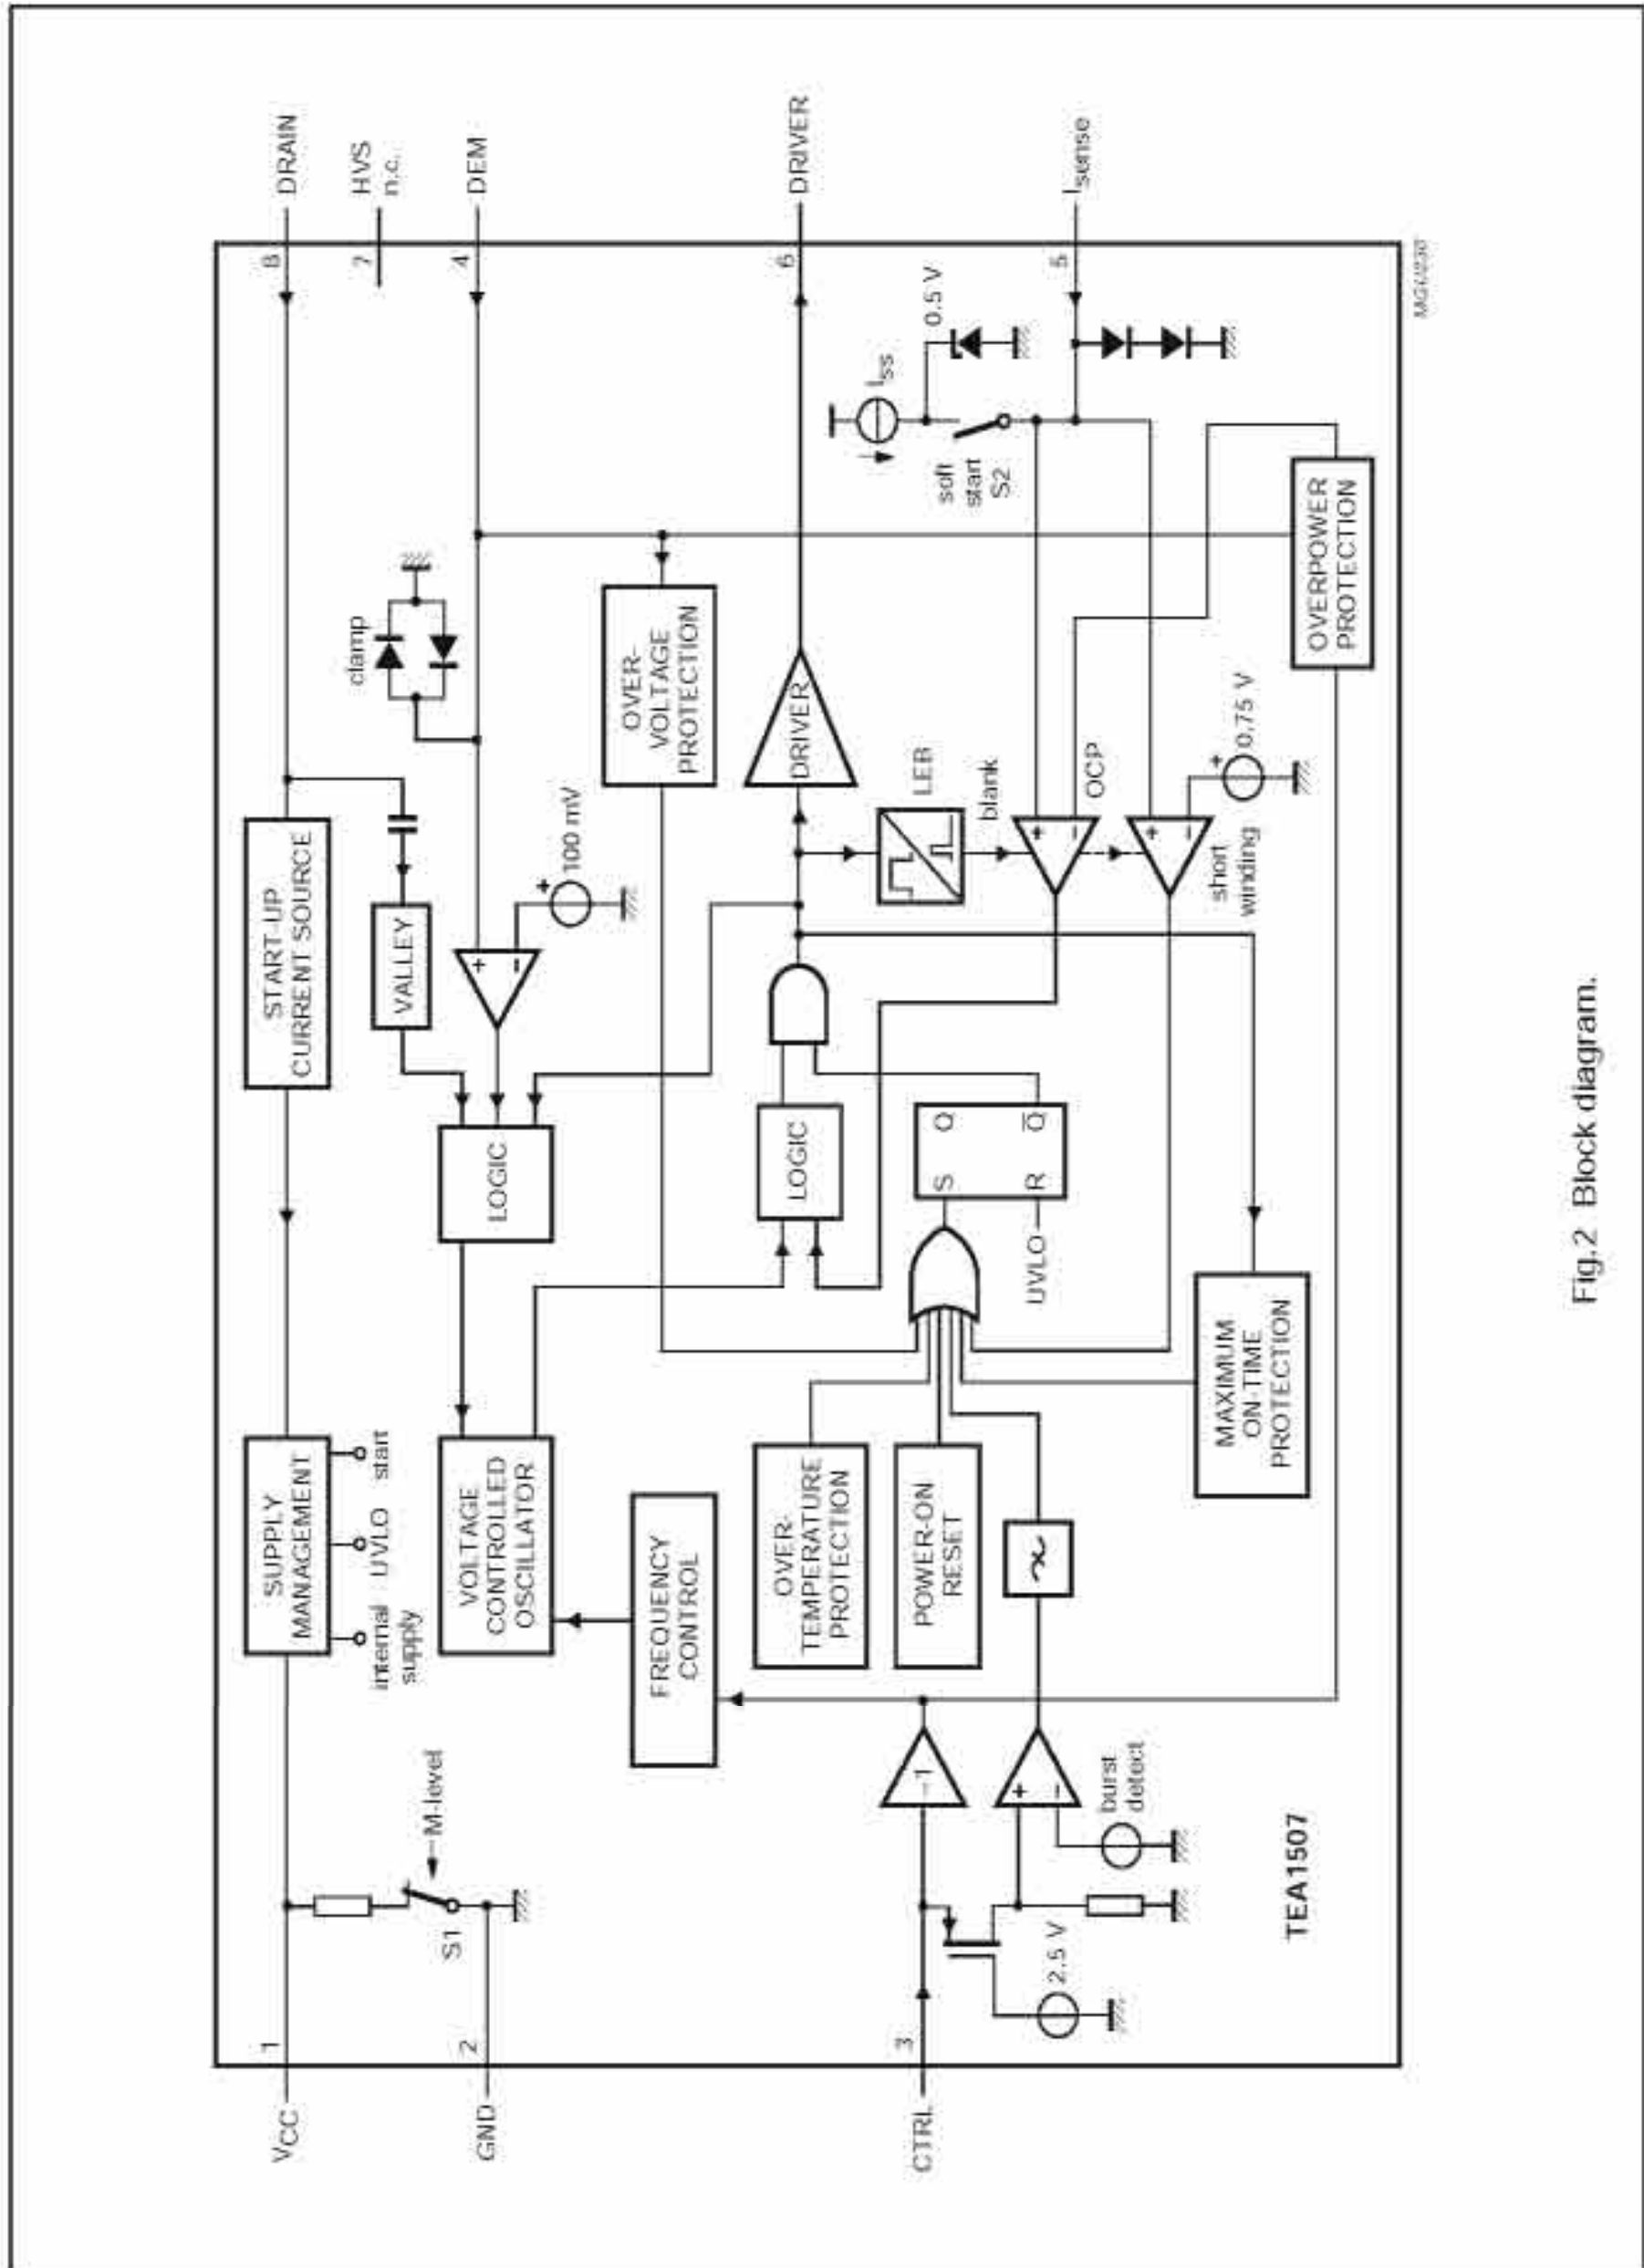 VCC
1
SUPPLY
MANAGEMENT
START-UP
CURRENT SOURCE
8
DRAIN
internal
supply
UVLO
start
M-level
S1
GND
2
VALLEY
clamp
7
HVS
n.c.
LOGIC
4
DEM
VOLTAGE
CONTROLLED
OSCILLATOR
100 mV
FREQUENCY
CONTROL
OVER-
VOLTAGE
PROTECTION
OVER-
TEMPERATURE
PROTECTION
LOGIC
DRIVER
6
DRIVER
POWER-ON
RESET
LEB
blank
Iss
0.5 V
CTRL
3
−1
S
Q
R
Q
UVLO
soft
start
S2
5
Isense
2.5 V
burst
detect
OCP
short
winding
0.75 V
MAXIMUM
ON-TIME
PROTECTION
OVERPOWER
PROTECTION
TEA1507
MGU230
Fig.2 Block diagram.